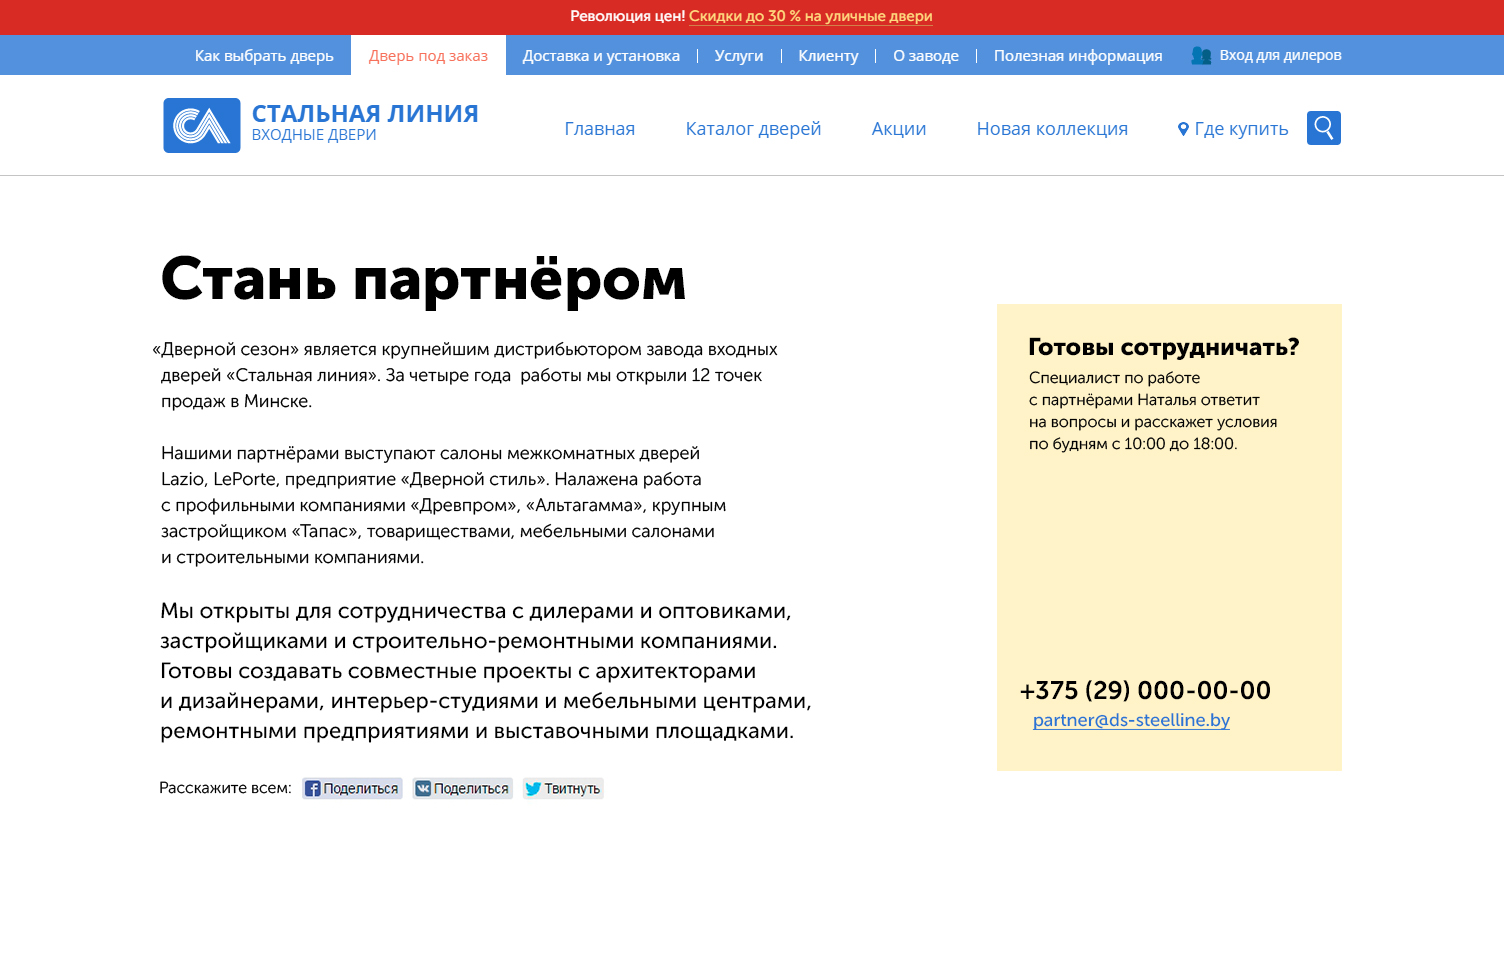 Революция цен! Скидки до 30 % на уличные двери
Как выбрать дверь
Дверь под заказ
Доставка и установка
Услуги
Клиенту
О заводе
Полезная информация
Вход для дилеров
СТАЛЬНАЯ ЛИНИЯ
ВХОДНЫЕ ДВЕРИ
Главная
Каталог дверей
Акции
Новая коллекция
Где купить
Стань партнёром
«Дверной сезон» является крупнейшим дистрибьютором завода входных
дверей «Стальная линия». За четыре года  работы мы открыли 12 точек
продаж в Минске.
Нашими партнёрами выступают салоны межкомнатных дверей
Lazio, LePorte, предприятие «Дверной стиль». Налажена работа
с профильными компаниями «Древпром», «Альтагамма», крупным
застройщиком «Тапас», товариществами, мебельными салонами
и строительными компаниями.
Мы открыты для сотрудничества с дилерами и оптовиками,
застройщиками и строительно-ремонтными компаниями.
Готовы создавать совместные проекты с архитекторами
и дизайнерами, интерьер-студиями и мебельными центрами,
ремонтными предприятиями и выставочными площадками.
Расскажите всем:
Поделиться
Поделиться
Твитнуть
Готовы сотрудничать?
Специалист по работе
с партнёрами Наталья ответит
на вопросы и расскажет условия
по будням с 10:00 до 18:00.
+375 (29) 000-00-00
partner@ds-steelline.by